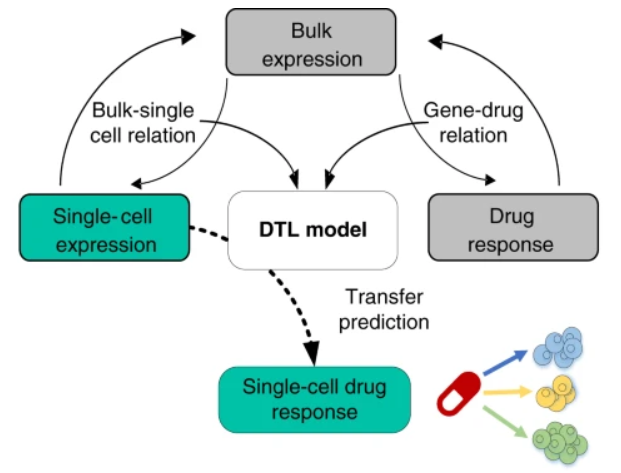 Bulk
expression
Bulk-single
cell relation
Gene-drug
relation
Single-cell
expression
DTL model
Drug
response
Transfer
prediction
Single-cell drug
response